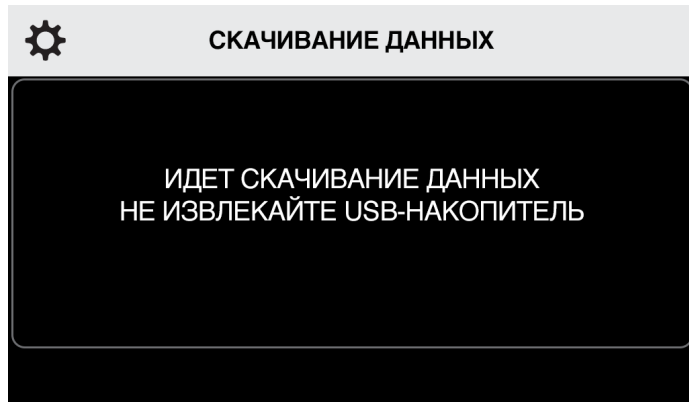 СКАЧИВАНИЕ ДАННЫХ
ИДЕТ СКАЧИВАНИЕ ДАННЫХ
НЕ ИЗВЛЕКАЙТЕ USB-НАКОПИТЕЛЬ